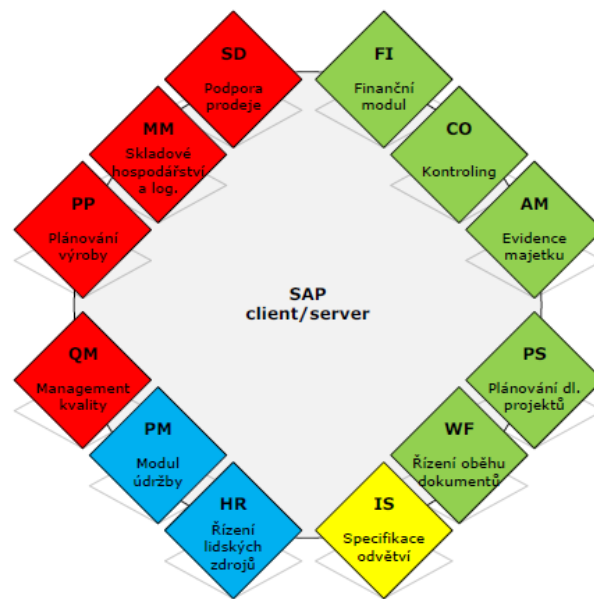 SD
Podpora
prodeje
FI
Finanční
modul
MM
Skladové
hospodářství
a log.
CO
Kontroling
PP
Plánování
výroby
AM
Evidence
majetku
SAP
client/server
QM
Management
kvality
PS
Plánování dl.
projektů
PM
Modul
údržby
WF
Řízení oběhu
dokumentů
HR
Řízení
lidských
zdrojů
IS
Specifikace
odvětví